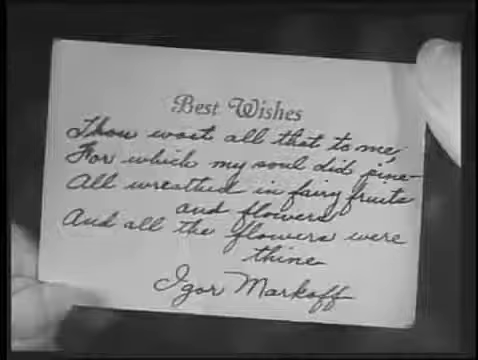 Best Wishes
Thou wast all that to me,
For which my soul did pine-
All wreathed in fairy fruits
and flowers
And all the flowers were
thine
Igor Markoff